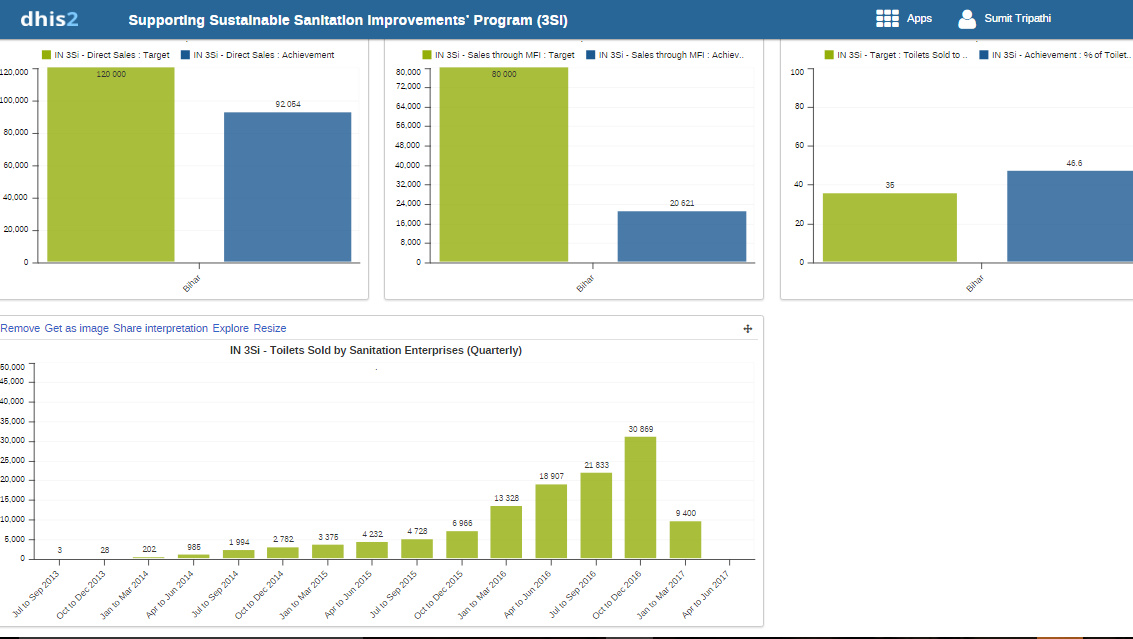 dhis2 Supporting Sustainable Sanitation Improvements' Program (3SI) Apps Sumit Tripathi
IN 3Si - Direct Sales : Target IN 3Si - Direct Sales : Achievement
120,000
100,000
80,000
60,000
40,000
20,000
0
120 000
92 054
Bihar
IN 3Si - Sales through MFI : Target IN 3Si - Sales through MFI : Achiev..
80,000
72,000
64,000
56,000
48,000
40,000
32,000
24,000
16,000
8,000
0
80 000
20 621
Bihar
IN 3Si - Target : Toilets Sold to .. IN 3Si - Achievement : % of Toilet..
100
80
60
40
20
0
35
46.6
Bihar
Remove Get as image Share interpretation Explore Resize
IN 3Si - Toilets Sold by Sanitation Enterprises (Quarterly)
50,000
45,000
40,000
35,000
30,000
25,000
20,000
15,000
10,000
5,000
0
3 28 202 985 1 994 2 782 3 375 4 232 4 728 6 966 13 328 18 907 21 833 30 869 9 400
Jul to Sep 2013
Oct to Dec 2013
Jan to Mar 2014
Apr to Jun 2014
Jul to Sep 2014
Oct to Dec 2014
Jan to Mar 2015
Apr to Jun 2015
Jul to Sep 2015
Oct to Dec 2015
Jan to Mar 2016
Apr to Jun 2016
Jul to Sep 2016
Oct to Dec 2016
Jan to Mar 2017
Apr to Jun 2017